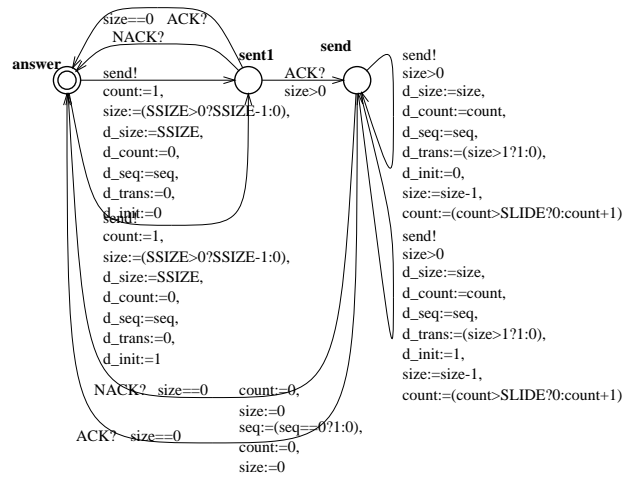 size==0 ACK?
NACK?
answer
sent1
send
send!
count:=1,
size:=(SSIZE>0?SSIZE-1:0),
d_size:=SSIZE,
d_count:=0,
d_seq:=seq,
d_trans:=0,
d_init:=0
send!
count:=1,
size:=(SSIZE>0?SSIZE-1:0),
d_size:=SSIZE,
d_count:=0,
d_seq:=seq,
d_trans:=0,
d_init:=1
ACK?
size>0
send!
size>0
d_size:=size,
d_count:=count,
d_seq:=seq,
d_trans:=(size>1?1:0),
d_init:=0,
size:=size-1,
count:=(count>SLIDE?0:count+1)
send!
size>0
d_size:=size,
d_count:=count,
d_seq:=seq,
d_trans:=(size>1?1:0),
d_init:=1,
size:=size-1,
count:=(count>SLIDE?0:count+1)
NACK? size==0
count:=0,
size:=0
ACK? size==0
seq:=(seq==0?1:0),
count:=0,
size:=0